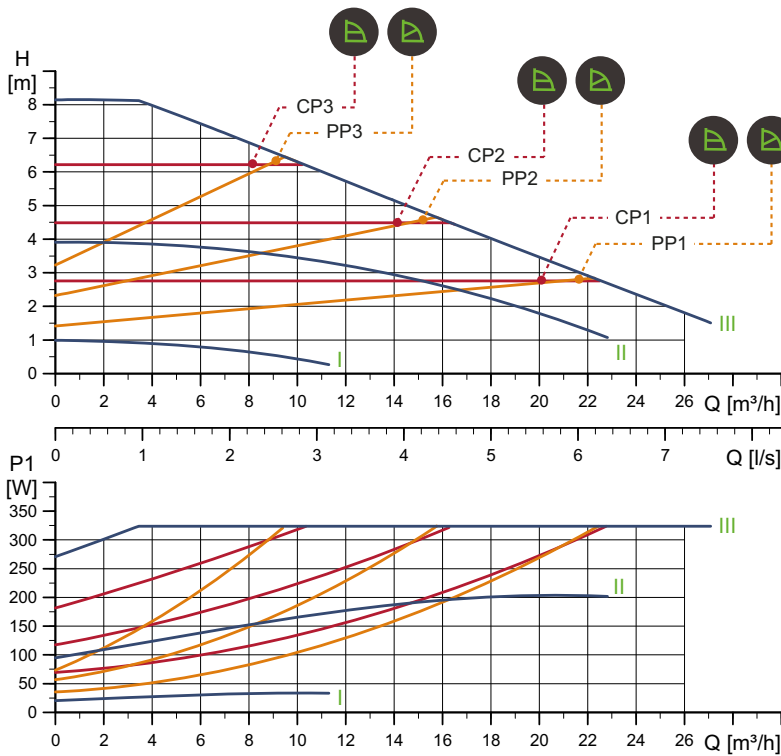 H
[m]
8
7
6
5
4
3
2
1
0
CP3
PP3
CP2
PP2
CP1
PP1
III
II
I
0 2 4 6 8 10 12 14 16 18 20 22 24 26 Q [m³/h]
0 1 2 3 4 5 6 7 Q [l/s]
P1
[W]
350
300
250
200
150
100
50
0
III
II
I
0 2 4 6 8 10 12 14 16 18 20 22 24 26 Q [m³/h]